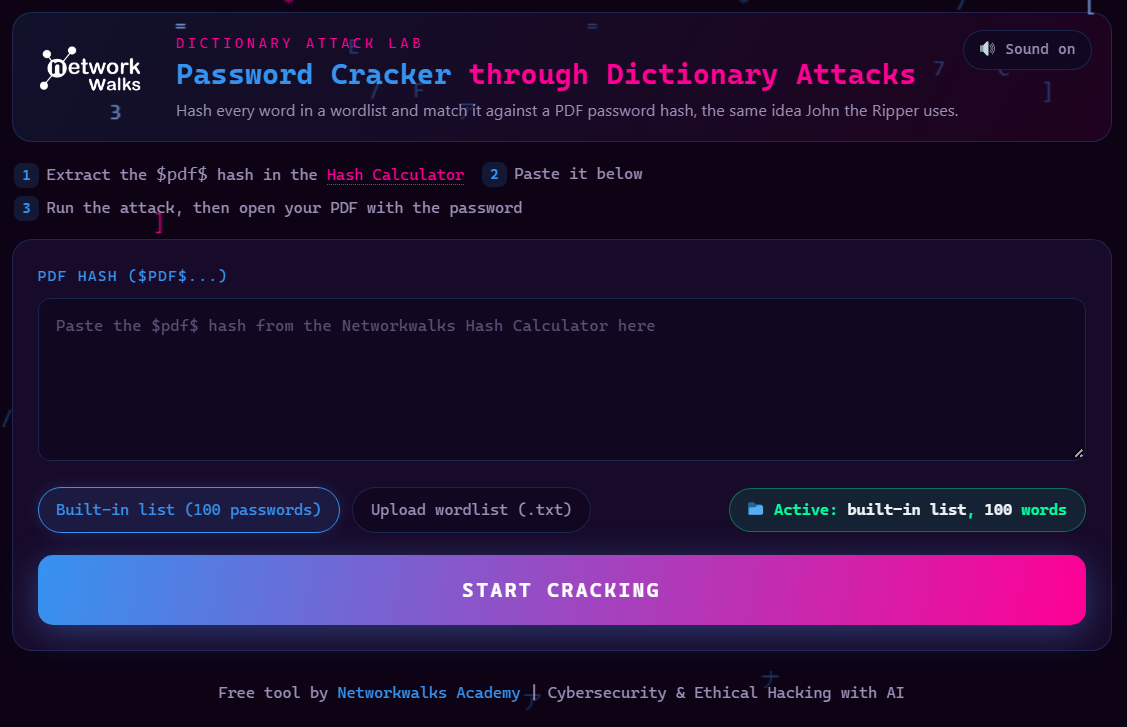 network
Walks
DICTIONARY ATTACK LAB
Password Cracker through Dictionary Attacks
Hash every word in a wordlist and match it against a PDF password hash, the same idea John the Ripper uses.
Sound on
1 Extract the $pdf$ hash in the Hash Calculator 2 Paste it below
3 Run the attack, then open your PDF with the password
PDF HASH ($PDF$...)
Paste the $pdf$ hash from the Networkwalks Hash Calculator here
Built-in list (100 passwords) Upload wordlist (.txt) Active: built-in list, 100 words
START CRACKING
Free tool by Networkwalks Academy | Cybersecurity & Ethical Hacking with AI